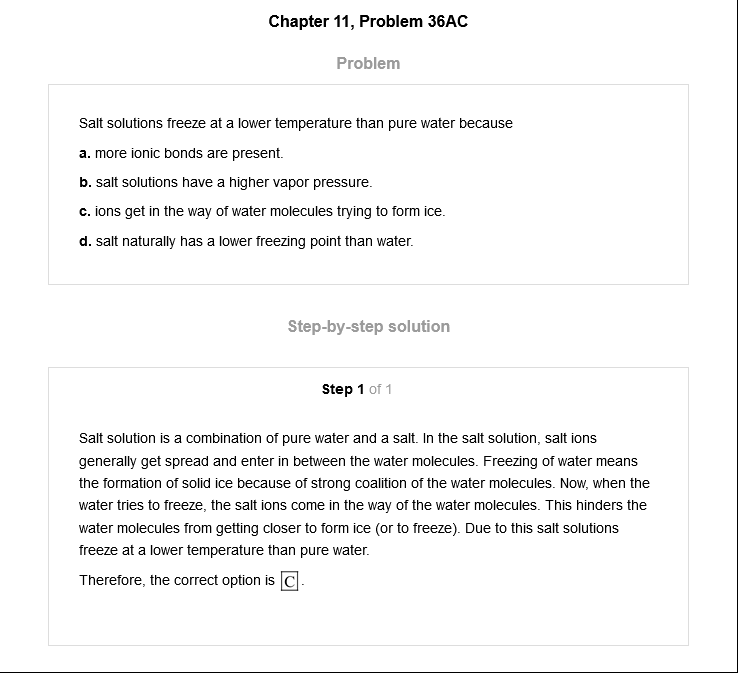 Chapter 11, Problem 36AC
Problem
Salt solutions freeze at a lower temperature than pure water because
a. more ionic bonds are present.
b. salt solutions have a higher vapor pressure.
c. ions get in the way of water molecules trying to form ice.
d. salt naturally has a lower freezing point than water.
Step-by-step solution
Step 1 of 1
Salt solution is a combination of pure water and a salt. In the salt solution, salt ions
generally get spread and enter in between the water molecules. Freezing of water means
the formation of solid ice because of strong coalition of the water molecules. Now, when the
water tries to freeze, the salt ions come in the way of the water molecules. This hinders the
water molecules from getting closer to form ice (or to freeze). Due to this salt solutions
freeze at a lower temperature than pure water.
Therefore, the correct option is C.